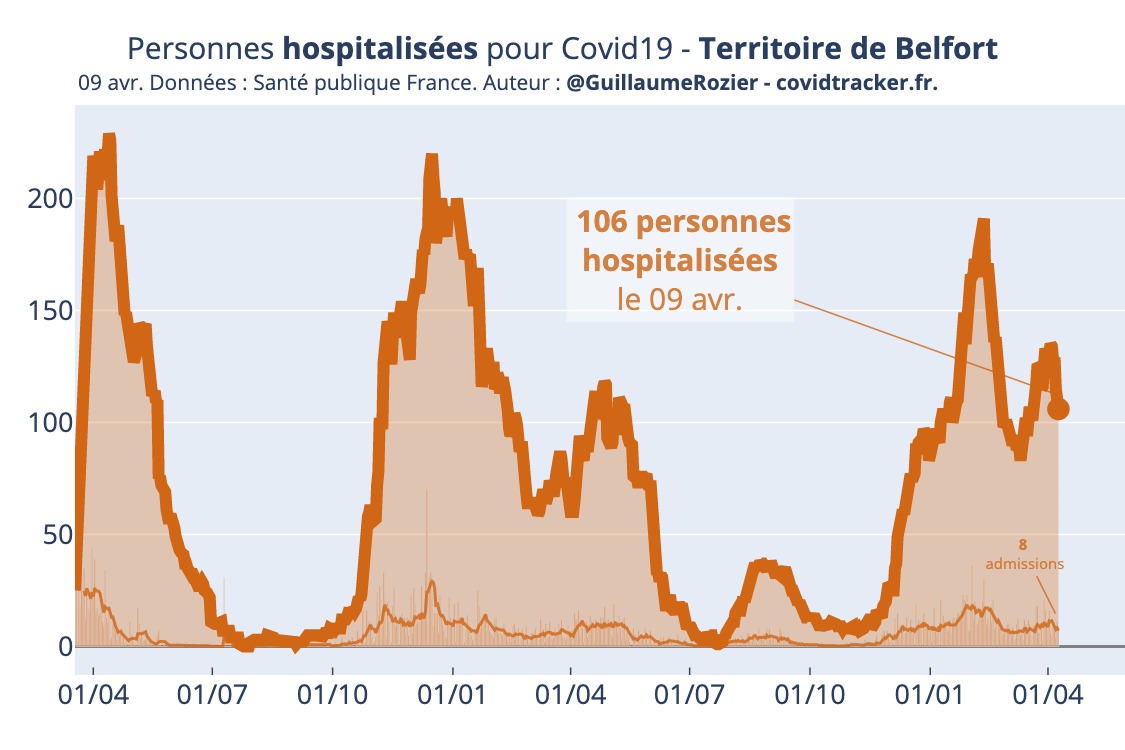 Personnes hospitalisées pour Covid19 - Territoire de Belfort
09 avr. Données : Santé publique France. Auteur : @GuillaumeRozier - covidtracker.fr.
200
106 personnes
hospitalisées
le 09 avr.
150
100
50
8
admissions
0
01/04 01/07 01/10 01/01 01/04 01/07 01/10 01/01 01/04